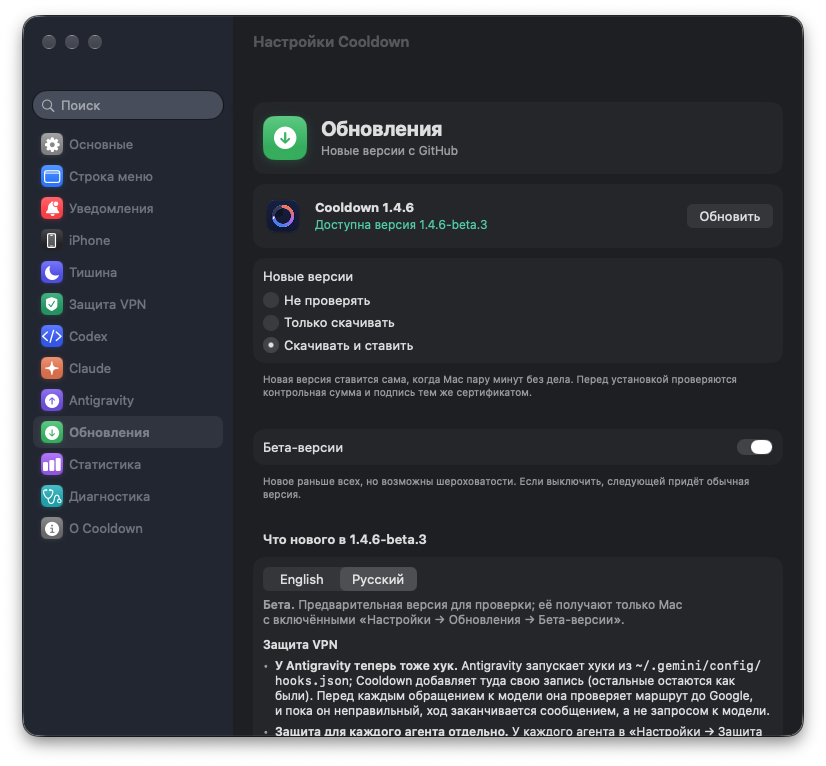 Настройки Cooldown
Поиск
Основные
Строка меню
Уведомления
iPhone
Тишина
Защита VPN
Codex
Claude
Antigravity
Обновления
Статистика
Диагностика
О Cooldown
Обновления
Новые версии с GitHub
Cooldown 1.4.6
Доступна версия 1.4.6-beta.3
Обновить
Новые версии
Не проверять
Только скачивать
Скачивать и ставить
Новая версия ставится сама, когда Mac пару минут без дела. Перед установкой проверяются
контрольная сумма и подпись тем же сертификатом.
Бета-версии
Новое раньше всех, но возможны шероховатости. Если выключить, следующей придёт обычная
версия.
Что нового в 1.4.6-beta.3
English
Русский
Бета. Предварительная версия для проверки; её получают только Mac
с включёнными «Настройки → Обновления → Бета-версии».
Защита VPN
• У Antigravity теперь тоже хук. Antigravity запускает хуки из ~/.gemini/config/
hooks.json; Cooldown добавляет туда свою запись (остальные остаются как
были). Перед каждым обращением к модели она проверяет маршрут до Google,
и пока он неправильный, ход заканчивается сообщением, а не запросом к модели.
• Защита для каждого агента отдельно. У каждого агента в «Настройки → Защита